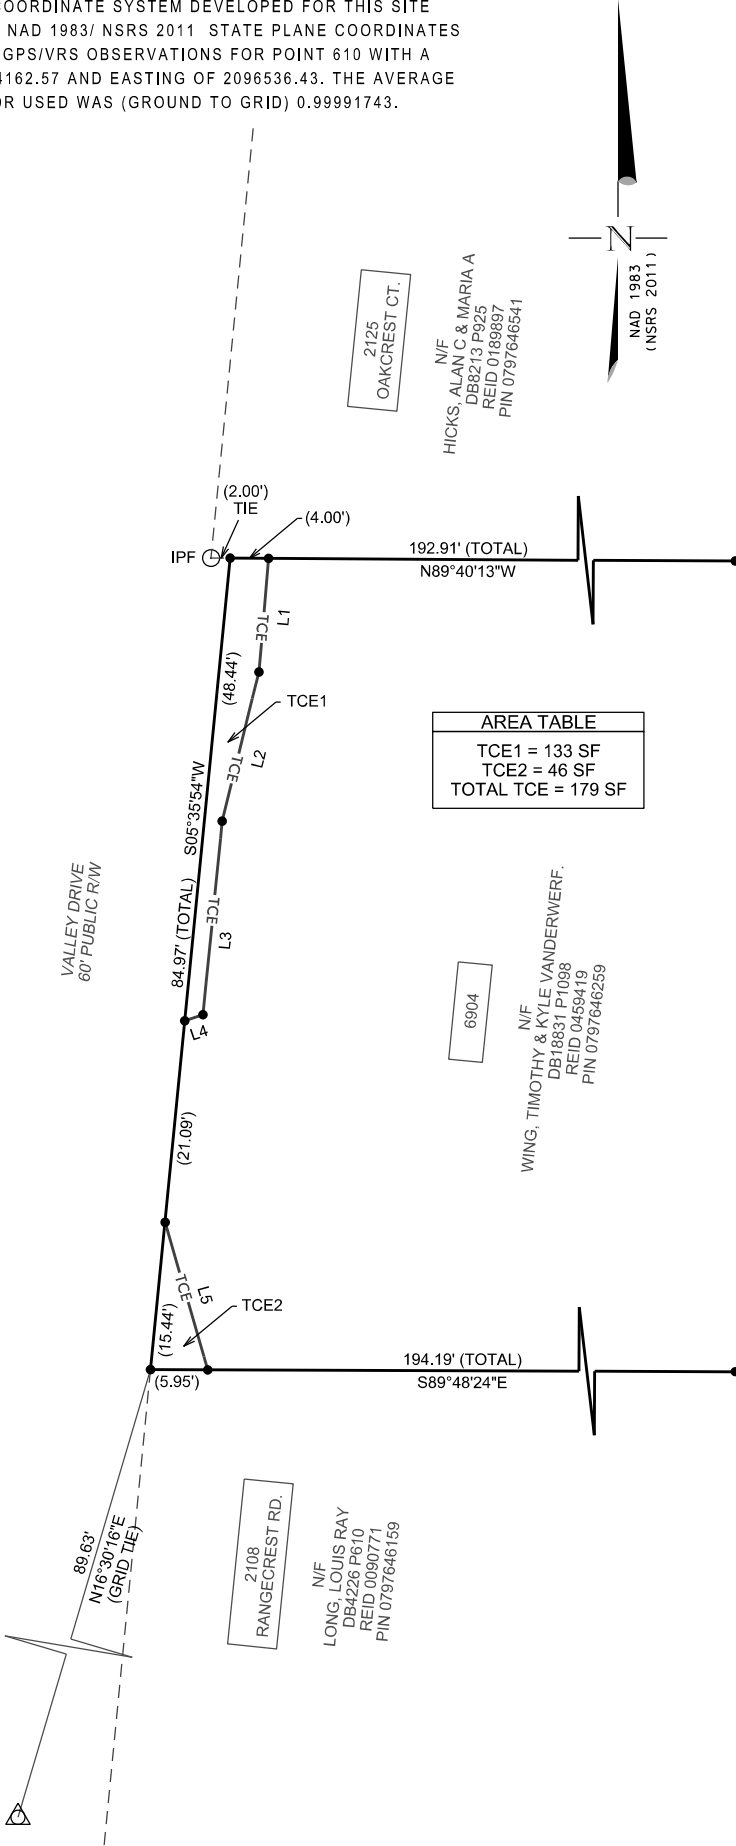 COORDINATE SYSTEM DEVELOPED FOR THIS SITE
NAD 1983/ NSRS 2011 STATE PLANE COORDINATES
GPS/VRS OBSERVATIONS FOR POINT 610 WITH A
4162.57 AND EASTING OF 2096536.43. THE AVERAGE
OR USED WAS (GROUND TO GRID) 0.99991743.
N
NAD 1983
(NSRS 2011)
2125
OAKCREST CT.
N/F
HICKS, ALAN C & MARIA A
DB8213 P925
REID 0189897
PIN 0797646541
(2.00')
TIE
(4.00')
IPF
192.91' (TOTAL)
N89°40'13"W
TCE
L1
(48.44')
TCE1
TCE
L2
AREA TABLE
TCE1 = 133 SF
TCE2 = 46 SF
TOTAL TCE = 179 SF
S05°35'54"W
84.97' (TOTAL)
VALLEY DRIVE
60' PUBLIC R/W
TCE
L3
L4
6904
N/F
WING, TIMOTHY & KYLE VANDERWERF.
DB18831 P1098
REID 0459419
PIN 0797646259
(21.09')
TCE
L5
TCE2
(15.44')
(5.95')
194.19' (TOTAL)
S89°48'24"E
89.63'
N16°30'16"E
(GRID TIE)
2108
RANGECREST RD.
N/F
LONG, LOUIS RAY
DB4226 P610
REID 0090771
PIN 0797646159